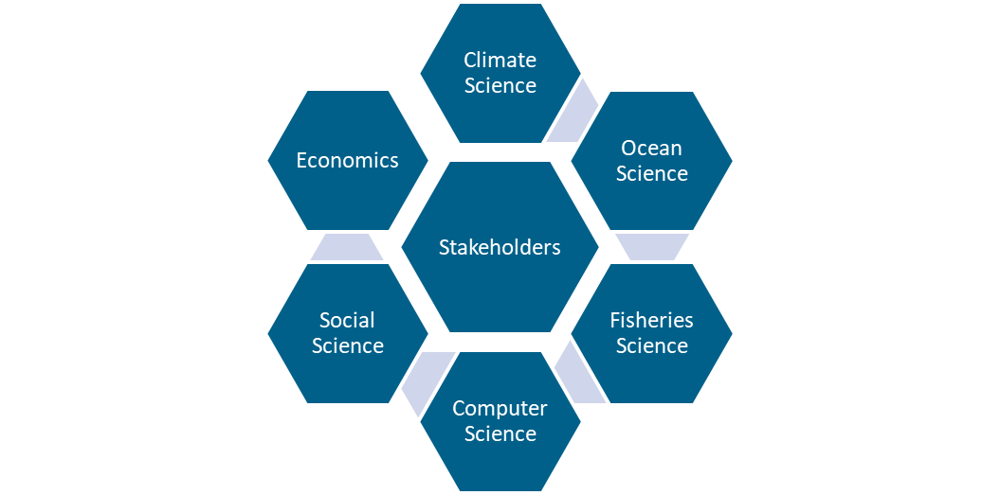 Climate
Science
Ocean
Science
Economics
Stakeholders
Fisheries
Science
Social
Science
Computer
Science